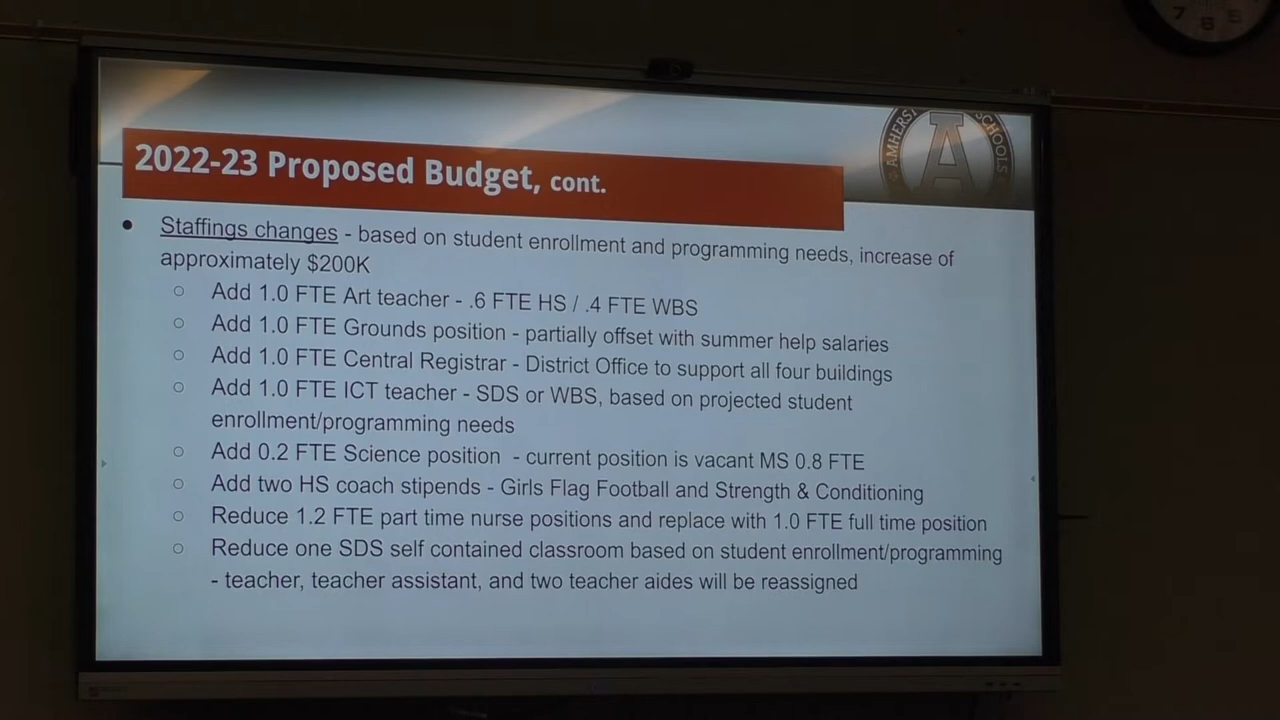 7 6 5
AMHERST SCHOOLS
A
2022-23 Proposed Budget, cont.
● Staffings changes - based on student enrollment and programming needs, increase of
approximately $200K
○ Add 1.0 FTE Art teacher - .6 FTE HS / .4 FTE WBS
○ Add 1.0 FTE Grounds position - partially offset with summer help salaries
○ Add 1.0 FTE Central Registrar - District Office to support all four buildings
○ Add 1.0 FTE ICT teacher - SDS or WBS, based on projected student
enrollment/programming needs
○ Add 0.2 FTE Science position - current position is vacant MS 0.8 FTE
○ Add two HS coach stipends - Girls Flag Football and Strength & Conditioning
○ Reduce 1.2 FTE part time nurse positions and replace with 1.0 FTE full time position
○ Reduce one SDS self contained classroom based on student enrollment/programming
- teacher, teacher assistant, and two teacher aides will be reassigned